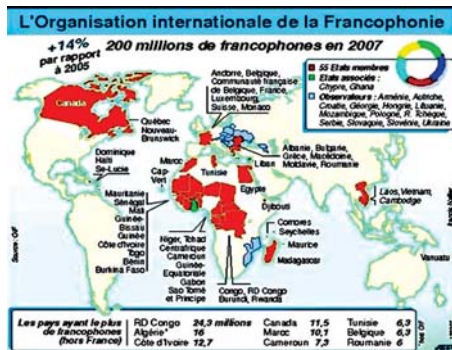 L'Organisation internationale de la Francophonie
+14%
par rapport
à 2005
200 millions de francophones en 2007
55 Etats membres
Etats associés :
Chypre, Ghana
Observateurs : Arménie, Autriche,
Croatie, Géorgie, Hongrie, Lituanie,
Mozambique, Pologne, R. Tchèque,
Serbie, Slovaquie, Slovénie, Ukraine
Andorre, Belgique,
Communauté française
de Belgique, France,
Luxembourg,
Suisse, Monaco
Canada
Québec
Nouveau-
Brunswick
Dominique
Haïti
Ste-Lucie
Maroc
Cap-
Vert
Tunisie
Egypte
Liban
Albanie, Bulgarie,
Grèce, Macédoine,
Moldavie, Roumanie
Mauritanie
Sénégal
Mali
Guinée-
Bissau
Guinée
Côte d'Ivoire
Togo
Bénin
Burkina Faso
Djibouti
Laos, Vietnam,
Cambodge
Comores
Seychelles
Maurice
Madagascar
Vanuatu
Niger, Tchad
Centrafrique
Cameroun
Guinée-
Equatoriale
Gabon
Sao Tomé
et Principe
Congo, RD Congo
Burundi, Rwanda
Source: OIF
Les pays ayant le plus
de francophones
(hors France)
RD Congo 24,3 millions
Algérie* 16
Côte d'Ivoire 12,7
Canada 11,5
Maroc 10,1
Cameroun 7,3
Tunisie 6,3
Belgique 6,3
Roumanie 6